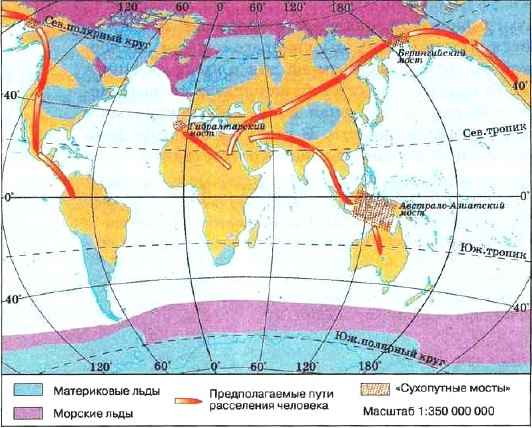 120° 60° 0° 60° 120° 180°
Сев.полярный круг
Берингийский
мост
40° 40°
Гибралтарский
мост
Сев.тропик
0° 0°
Австрало-Азиатский
мост
Юж.тропик
40° 40°
Юж.полярный круг
120° 60° 0° 60° 120° 180°
Материковые льды
Морские льды
Предполагаемые пути
расселения человека
«Сухопутные мосты»
Масштаб 1:350 000 000